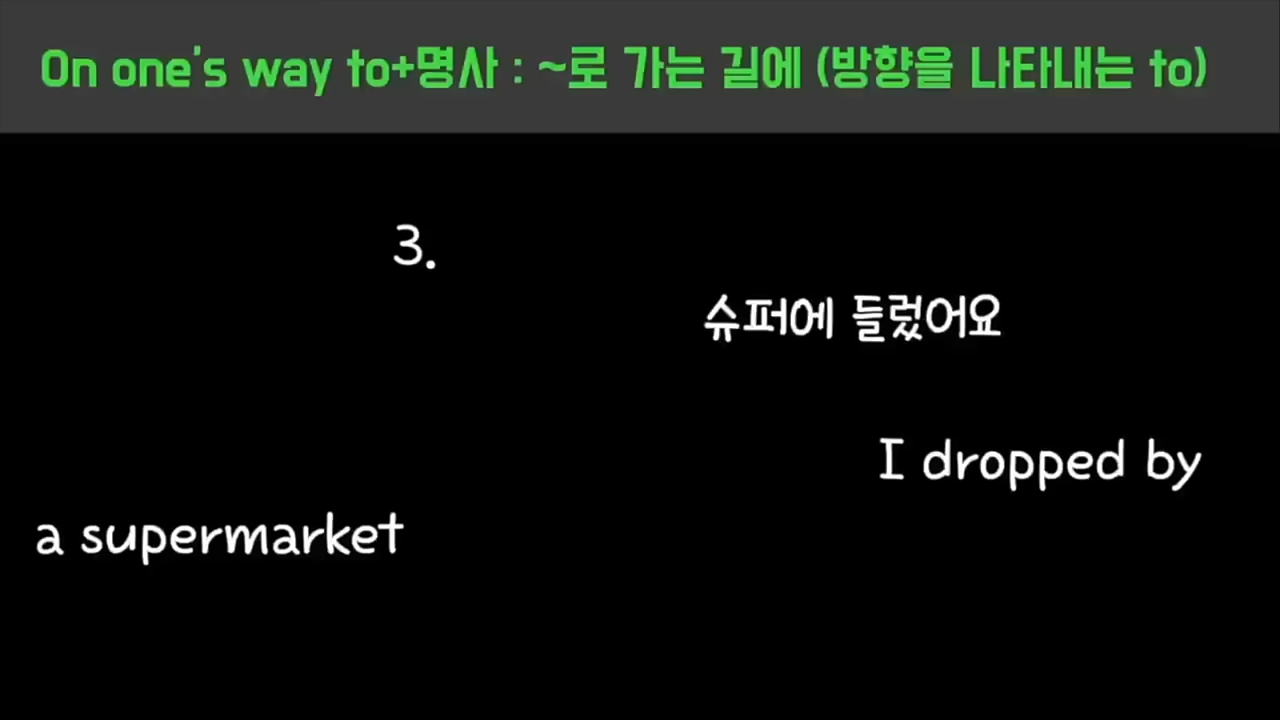 On one's way to+명사 : ~로 가는 길에 (방향을 나타내는 to)
3.
슈퍼에 들렀어요
I dropped by
a supermarket